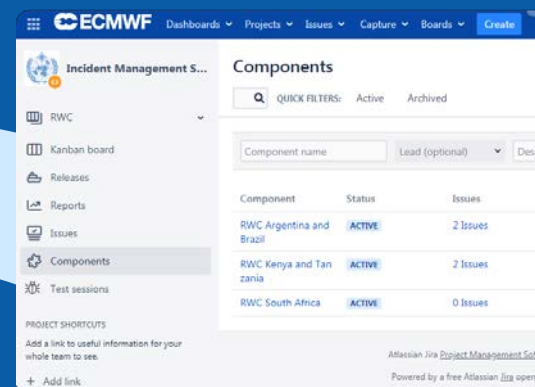 ECMWF Dashboards Projects Issues Capture Boards Create
Incident Management S...
RWC
Kanban board
Releases
Reports
Issues
Components
Test sessions
PROJECT SHORTCUTS
Add a link to useful information for your
whole team to see.
+ Add link
Components
QUICK FILTERS: Active Archived
Component name Lead (optional) Des
Component Status Issues
RWC Argentina and ACTIVE 2 Issues
Brazil
RWC Kenya and Tan ACTIVE 2 Issues
zania
RWC South Africa ACTIVE 0 Issues
Atlassian Jira Project Management Sof
Powered by a free Atlassian Jira open